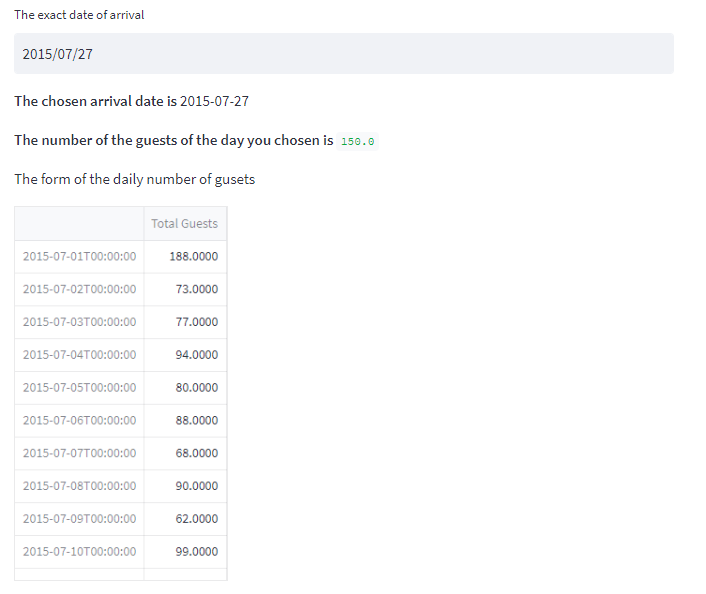 The exact date of arrival
2015/07/27
The chosen arrival date is 2015-07-27
The number of the guests of the day you chosen is 150.0
The form of the daily number of gusets
Total Guests
2015-07-01T00:00:00 188.0000
2015-07-02T00:00:00 73.0000
2015-07-03T00:00:00 77.0000
2015-07-04T00:00:00 94.0000
2015-07-05T00:00:00 80.0000
2015-07-06T00:00:00 88.0000
2015-07-07T00:00:00 68.0000
2015-07-08T00:00:00 90.0000
2015-07-09T00:00:00 62.0000
2015-07-10T00:00:00 99.0000